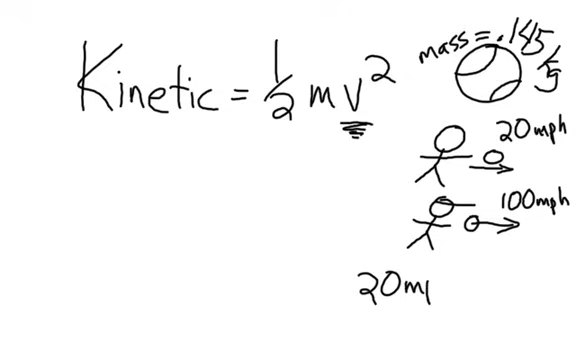 Kinetic = 1/2 mv²
mass = .145
20mph
100mph
20m